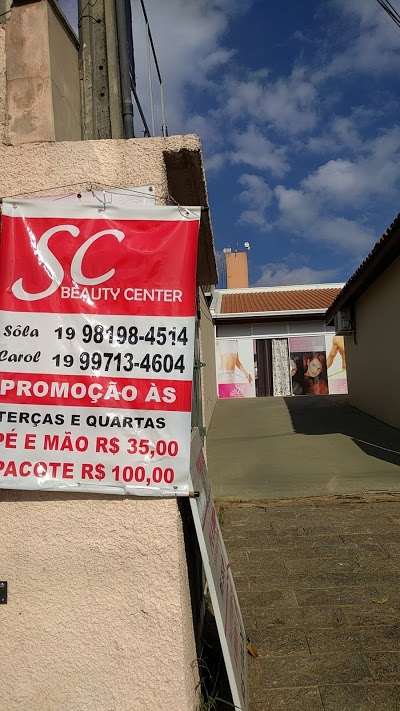 SC
BEAUTY CENTER
Sôla 19 98198-4514
Carol 19 99713-4604
PROMOÇÃO ÀS
TERÇAS E QUARTAS
PÉ E MÃO R$ 35,00
PACOTE R$ 100,00